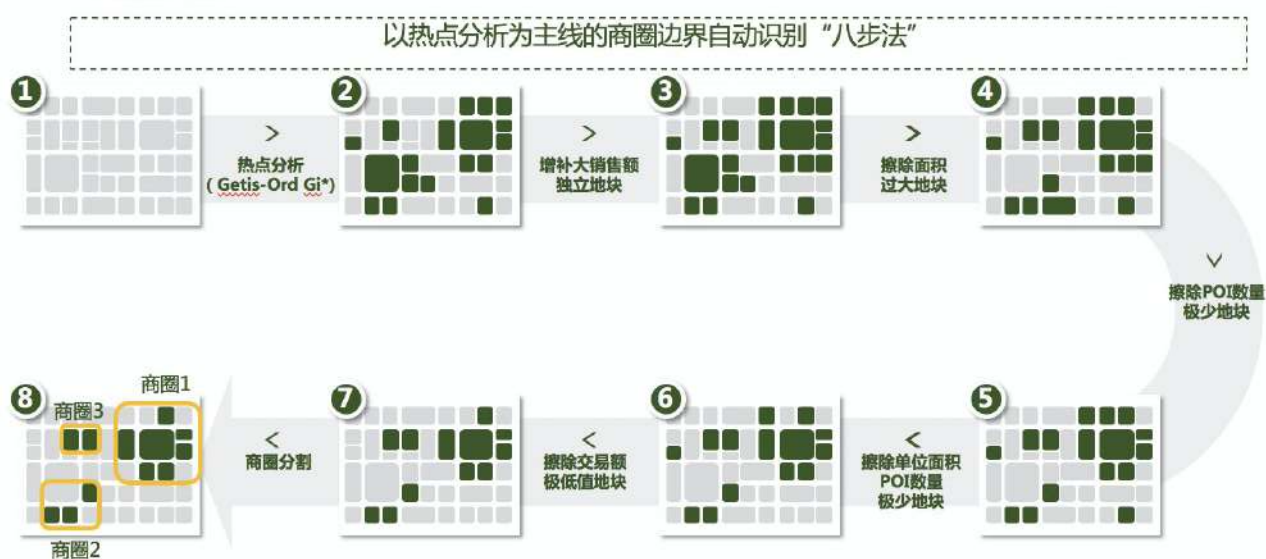 以热点分析为主线的商圈边界自动识别“八步法”
1
2
3
4
>
热点分析
( Getis-Ord Gi*)
>
增补大销售额
独立地块
>
擦除面积
过大地块
>
擦除POI数量
极少地块
8
7
6
5
商圈1
商圈3
商圈2
<
商圈分割
<
擦除交易额
极低值地块
<
擦除单位面积
POI数量
极少地块